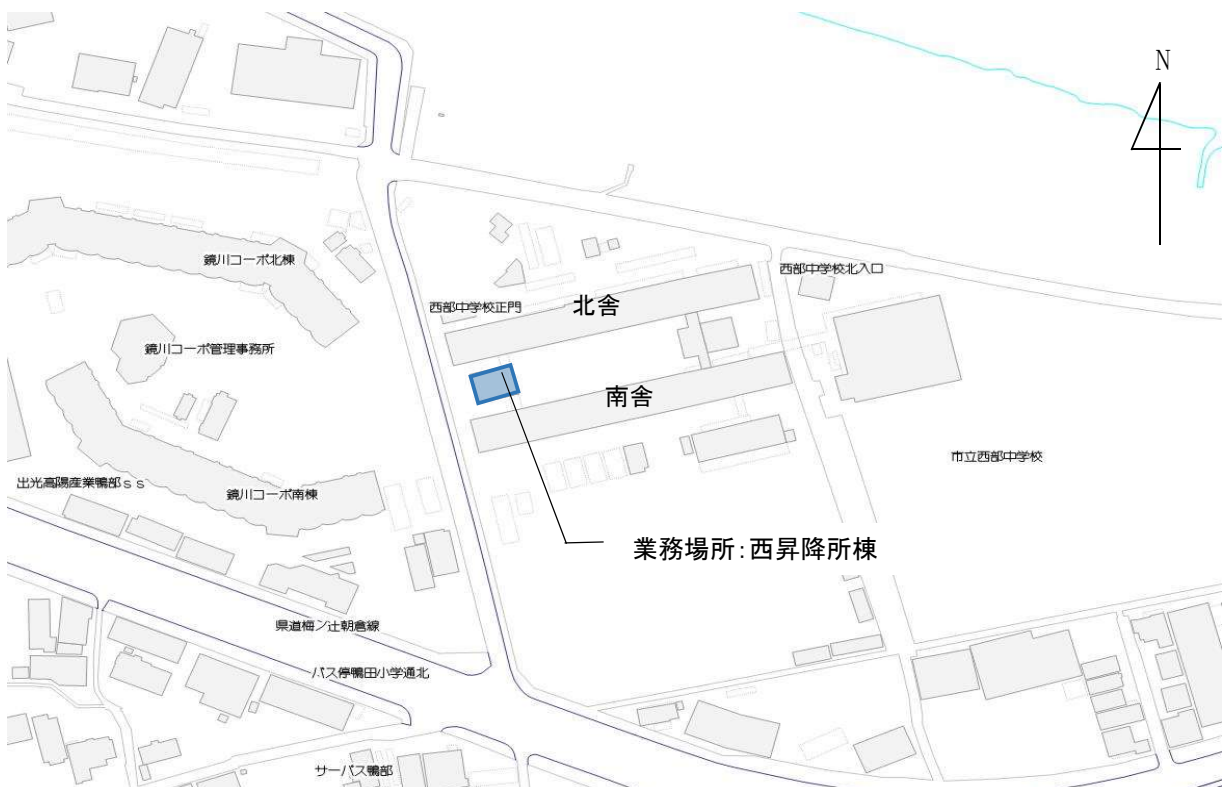 N
鏡川コーポ北棟
西部中学校北入口
西部中学校正門
北舎
鏡川コーポ管理事務所
南舎
市立西部中学校
出光高陽産業鴨部ｓｓ
鏡川コーポ南棟
業務場所:西昇降所棟
県道梅ノ辻朝倉線
バス停鴨田小学通北
サーパス鴨部